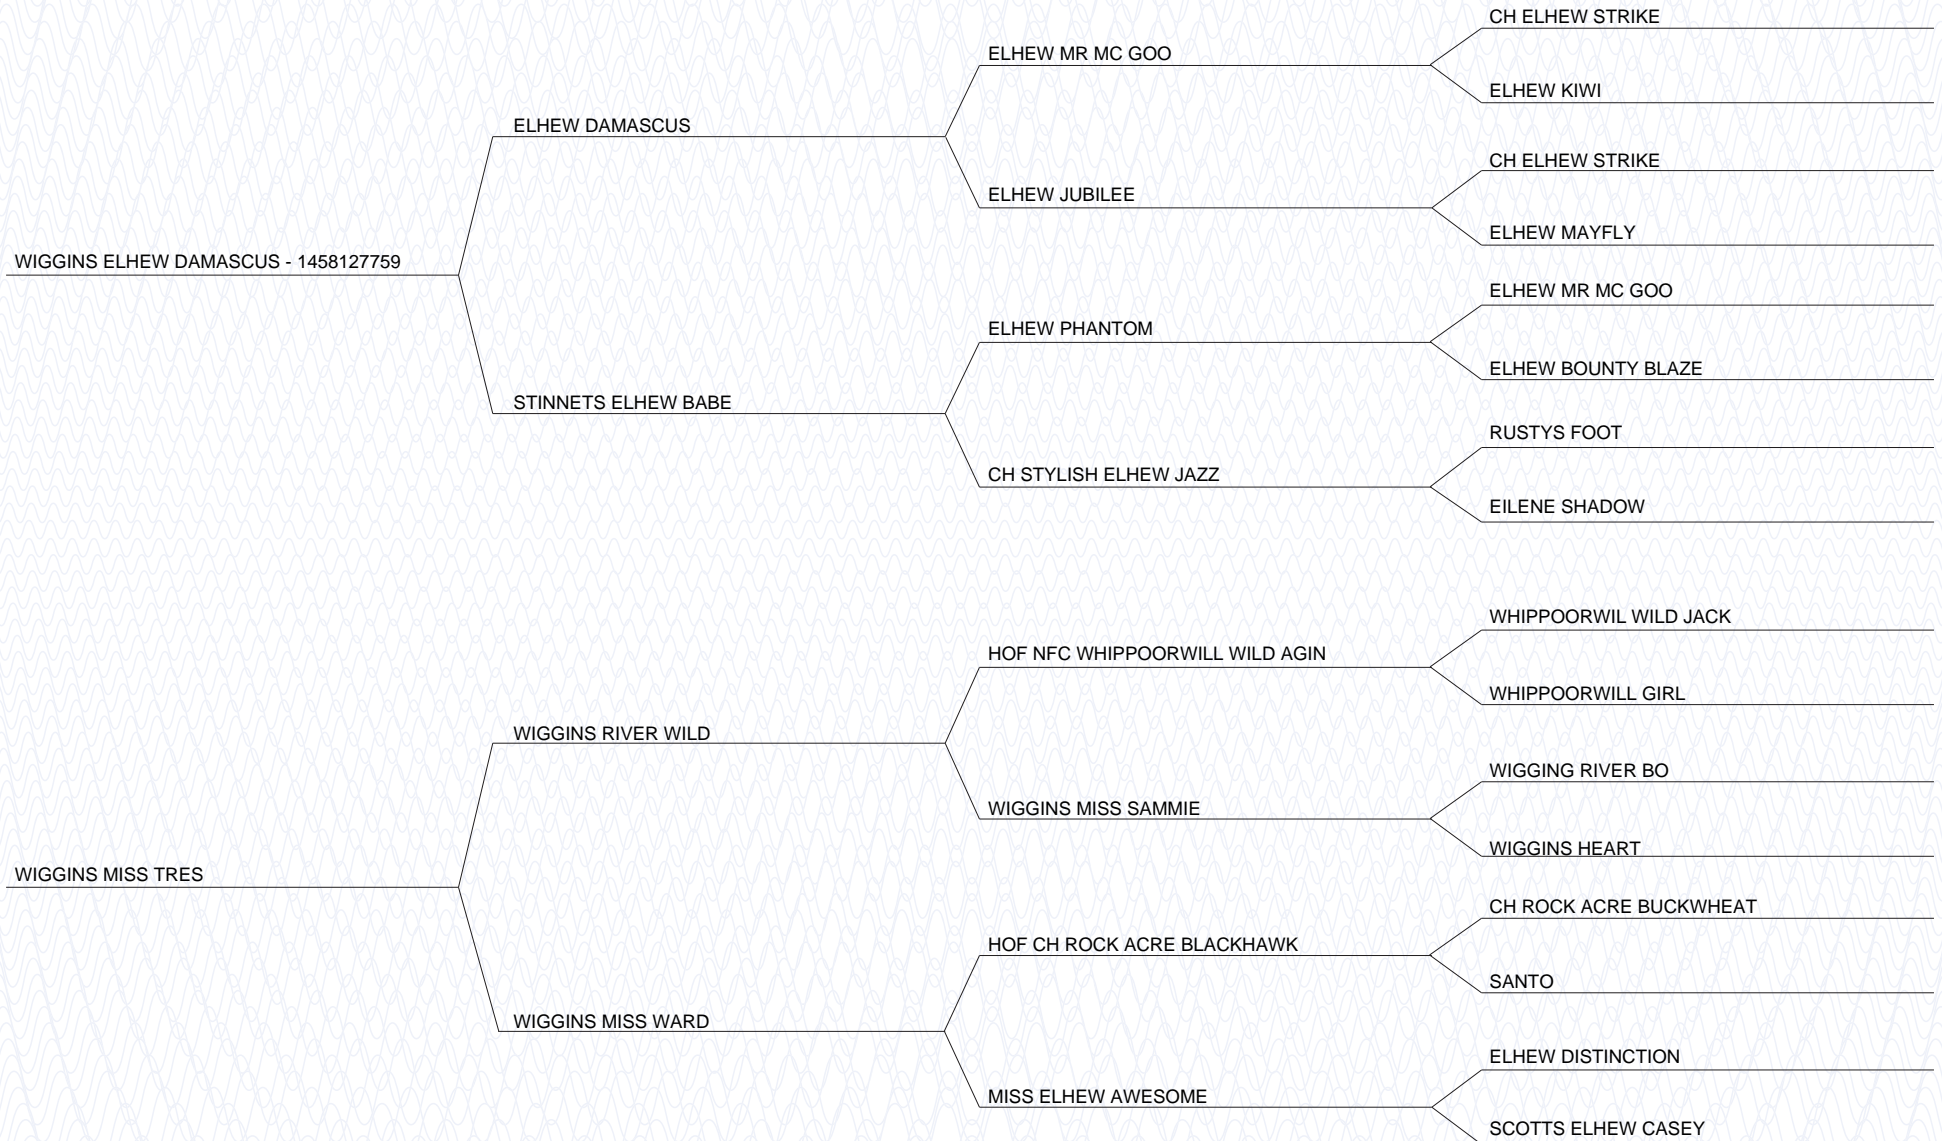 CH ELHEW STRIKE
ELHEW MR MC GOO
ELHEW KIWI
ELHEW DAMASCUS
CH ELHEW STRIKE
ELHEW JUBILEE
ELHEW MAYFLY
WIGGINS ELHEW DAMASCUS - 1458127759
ELHEW MR MC GOO
ELHEW PHANTOM
ELHEW BOUNTY BLAZE
STINNETS ELHEW BABE
RUSTYS FOOT
CH STYLISH ELHEW JAZZ
EILENE SHADOW
WHIPPOORWIL WILD JACK
HOF NFC WHIPPOORWILL WILD AGIN
WHIPPOORWILL GIRL
WIGGINS RIVER WILD
WIGGING RIVER BO
WIGGINS MISS SAMMIE
WIGGINS HEART
WIGGINS MISS TRES
CH ROCK ACRE BUCKWHEAT
HOF CH ROCK ACRE BLACKHAWK
SANTO
WIGGINS MISS WARD
ELHEW DISTINCTION
MISS ELHEW AWESOME
SCOTTS ELHEW CASEY